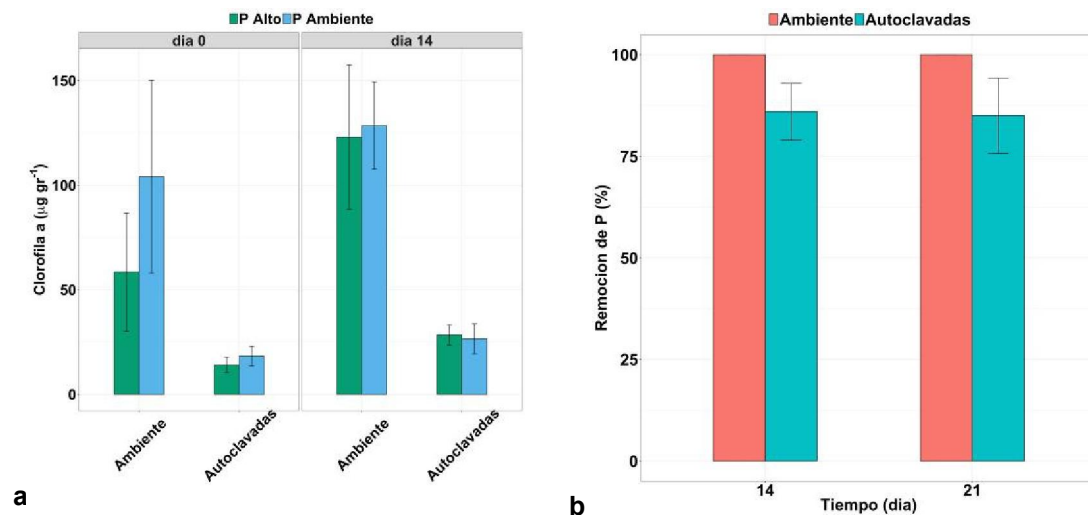 P Alto P Ambiente
dia 0 dia 14
Clorofila a (µg gr⁻¹)
150
100
50
0
Ambiente Autoclavadas Ambiente Autoclavadas
a
Ambiente Autoclavadas
Remocion de P (%)
100
75
50
25
0
14 21
Tiempo (dia)
b